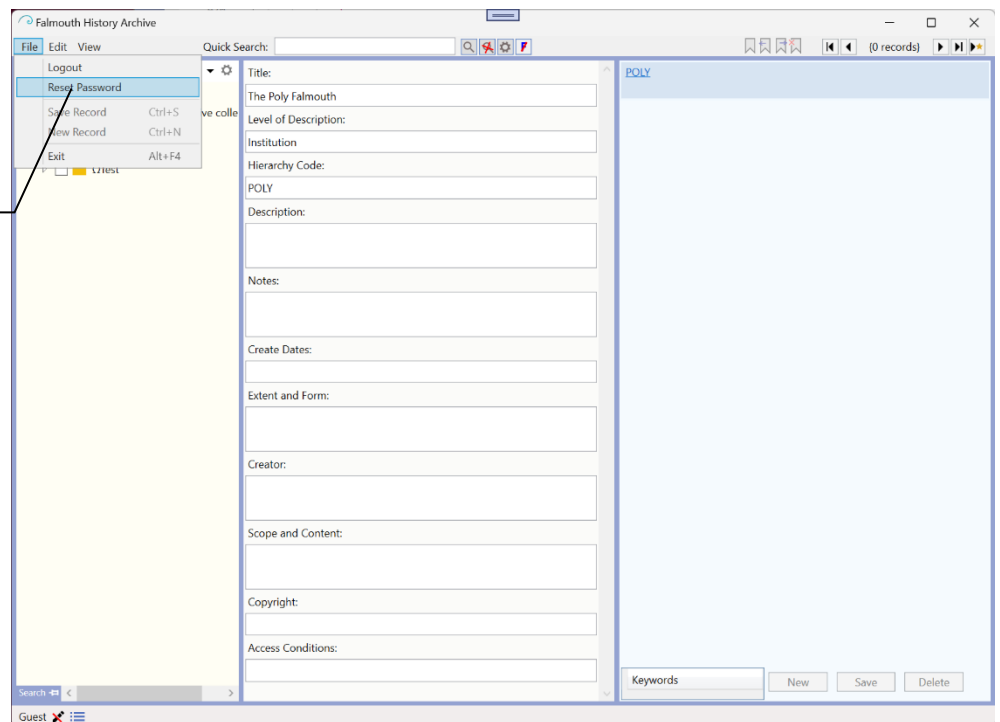 Falmouth History Archive
File Edit View Quick Search: (0 records)
Logout
Reset Password
Save Record Ctrl+S
New Record Ctrl+N
Exit Alt+F4
ve colle
Title:
The Poly Falmouth
Level of Description:
Institution
Hierarchy Code:
POLY
Description:
Notes:
Create Dates:
Extent and Form:
Creator:
Scope and Content:
Copyright:
Access Conditions:
POLY
Keywords New Save Delete
Search
Guest